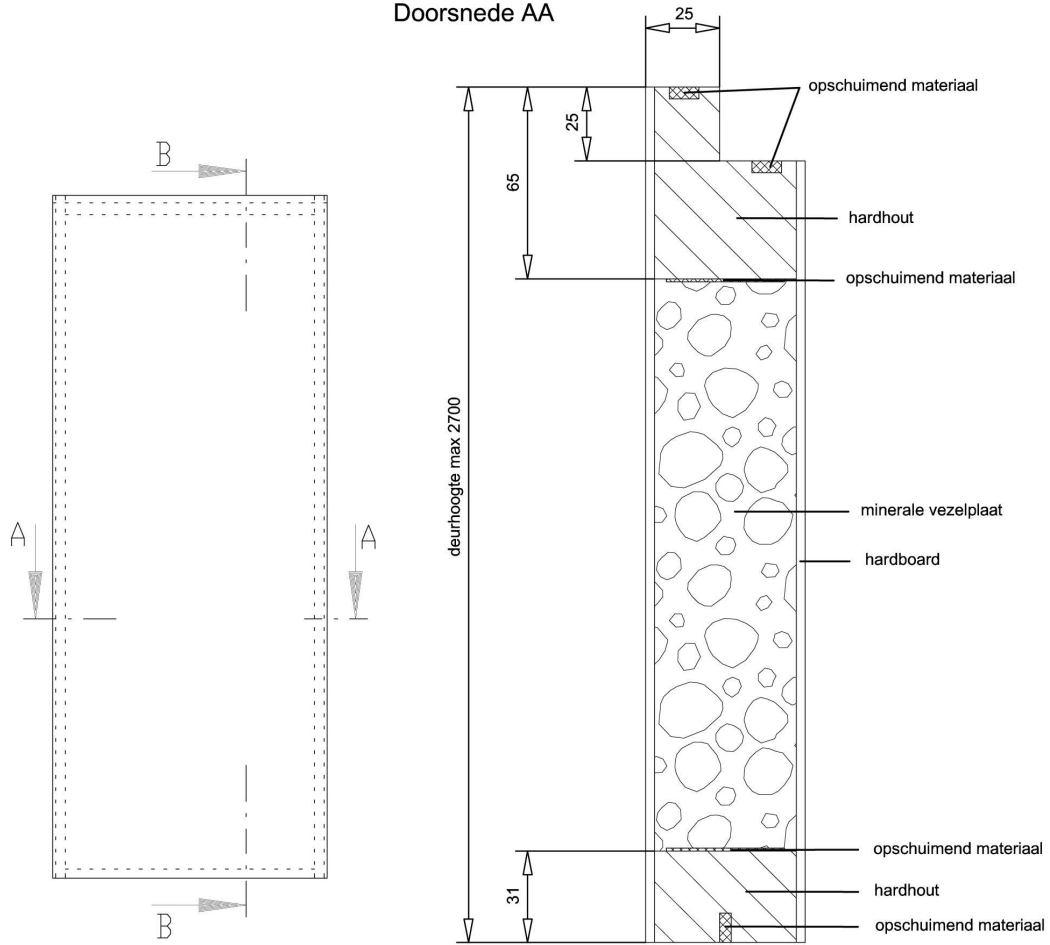 Doorsnede AA
25
opschuimend materiaal
25
65
B
hardhout
opschuimend materiaal
deurhoogte max 2700
minerale vezelplaat
A
A
hardboard
opschuimend materiaal
31
hardhout
B
opschuimend materiaal